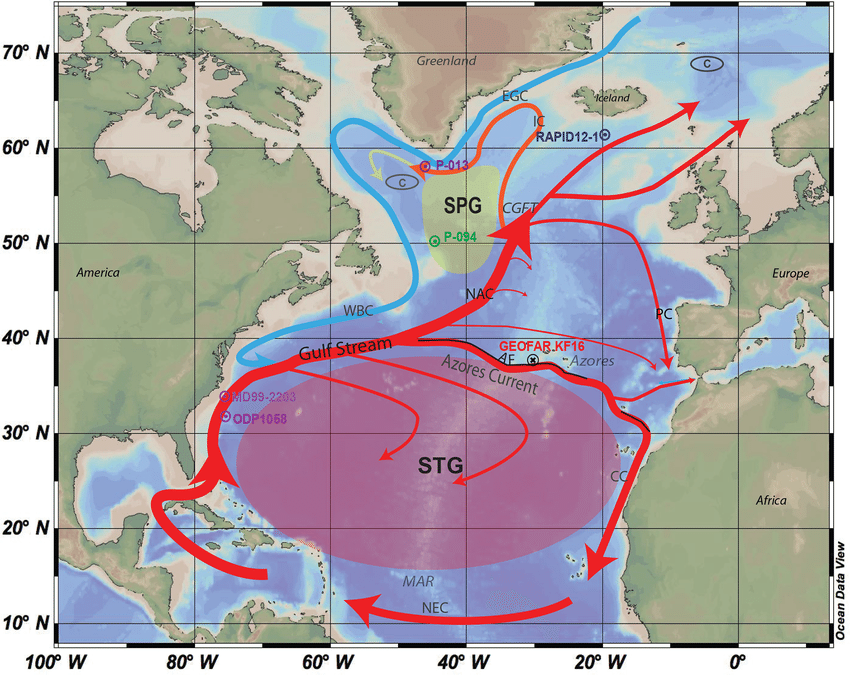 70° N
60° N
50° N
40° N
30° N
20° N
10° N
100° W
80° W
60° W
40° W
20° W
0°
Greenland
C
EGC
Iceland
IC
RAPID12-1
P-013
C
SPG
CGFZ
P-094
America
Europe
NAC
WBC
PC
Gulf Stream
GEOFAR KF16
AF
Azores
Azores Current
MD99-2203
ODP1058
STG
CC
Africa
MAR
NEC
Ocean Data View